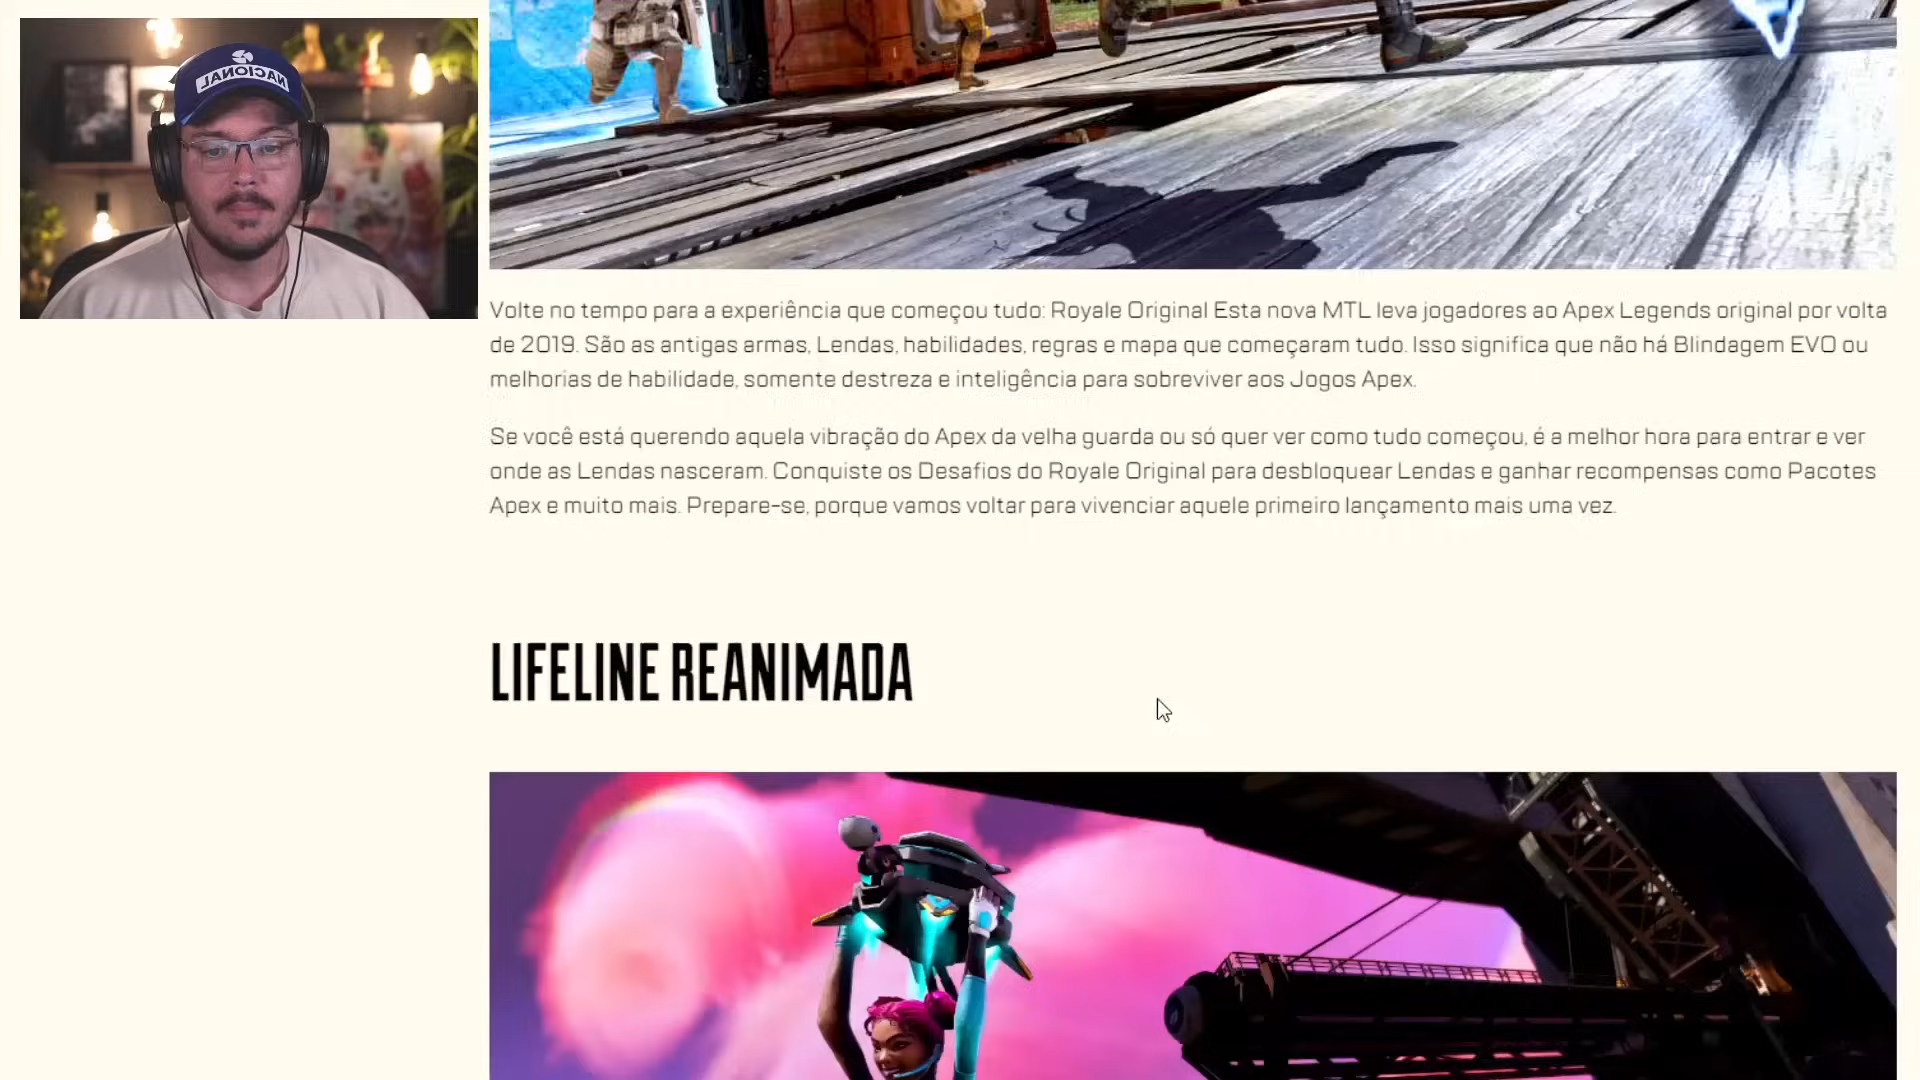 NACIONAL
Volte no tempo para a experiência que começou tudo: Royale Original Esta nova MTL leva jogadores ao Apex Legends original por volta
de 2019. São as antigas armas, Lendas, habilidades, regras e mapa que começaram tudo. Isso significa que não há Blindagem EVO ou
melhorias de habilidade, somente destreza e inteligência para sobreviver aos Jogos Apex.
Se você está querendo aquela vibração do Apex da velha guarda ou só quer ver como tudo começou, é a melhor hora para entrar e ver
onde as Lendas nasceram. Conquiste os Desafios do Royale Original para desbloquear Lendas e ganhar recompensas como Pacotes
Apex e muito mais. Prepare-se, porque vamos voltar para vivenciar aquele primeiro lançamento mais uma vez.
LIFELINE REANIMADA